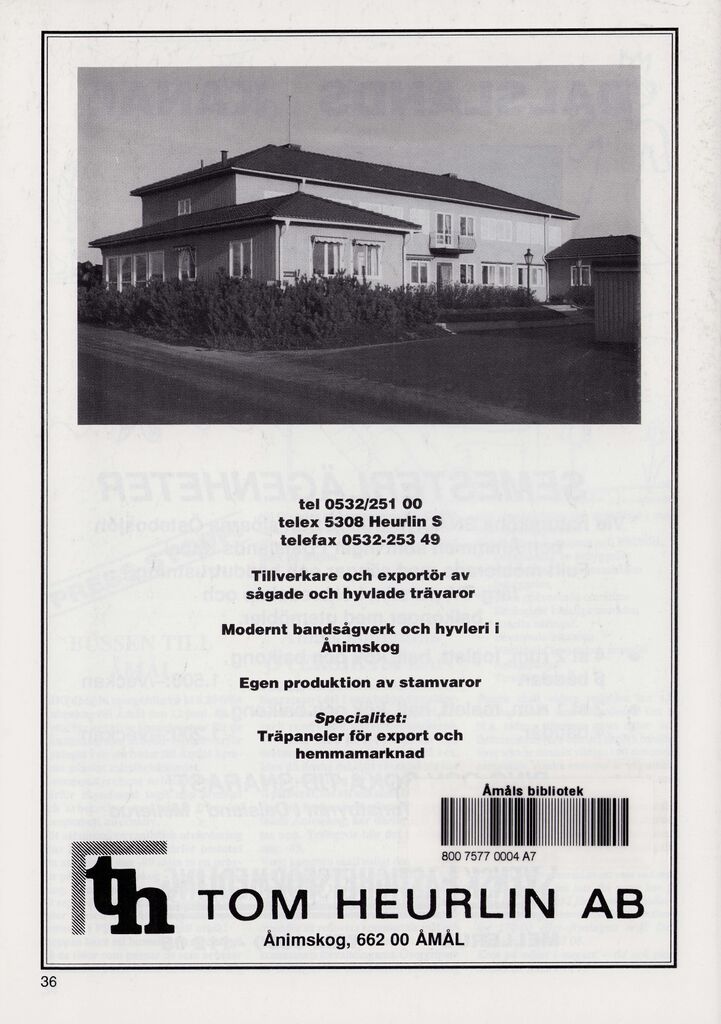 tel 0532/251 00
telex 5308 Heurlin S
telefax 0532-253 49
Tillverkare och exportör av
sågade och hyvlade trävaror
Modernt bandsågverk och hyvleri i
Ånimskog
Egen produktion av stamvaror
Specialitet:
Träpaneler för export och
hemmamarknad
Åmåls bibliotek
800 7577 0004 A7
th
TOM HEURLIN AB
Ånimskog, 662 00 ÅMÅL
36